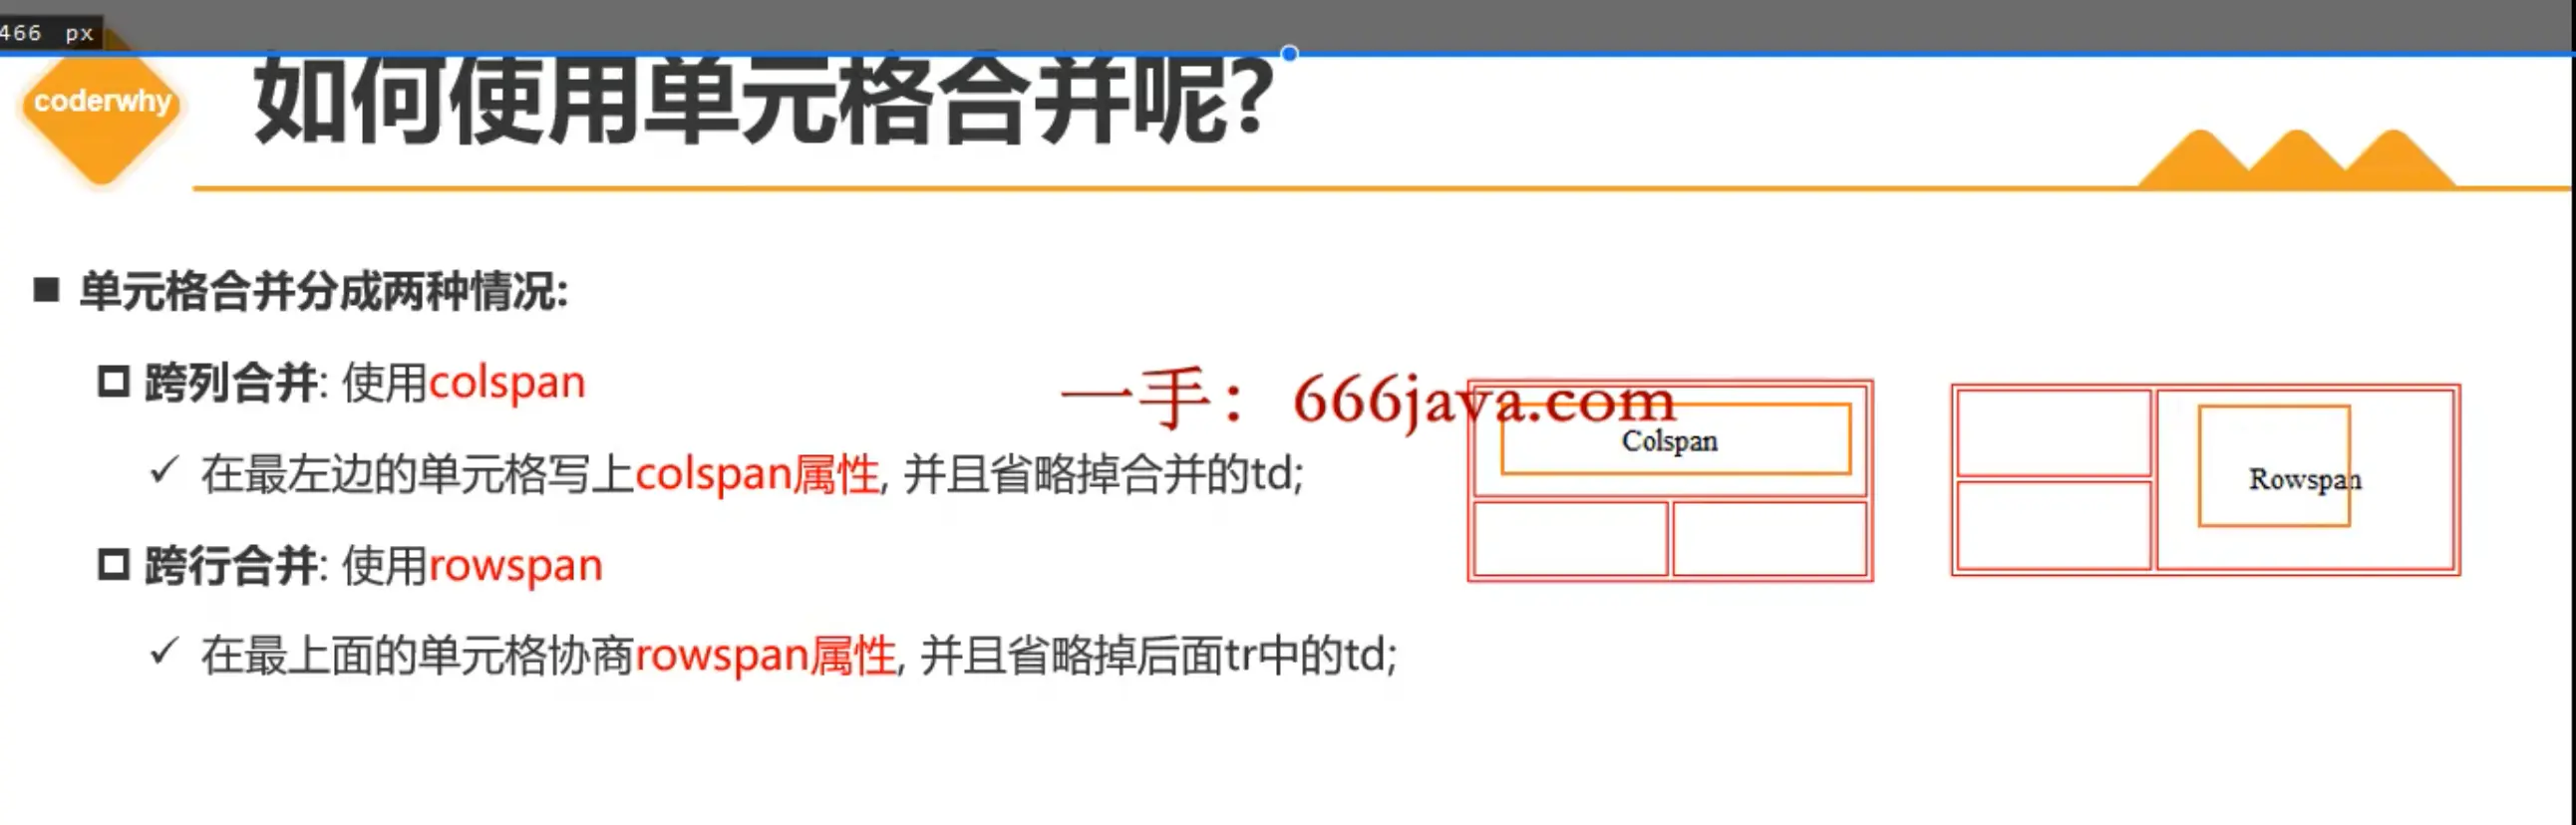 466 px
coderwhy
如何使用单元格合并呢?
单元格合并分成两种情况:
跨列合并: 使用colspan
一手: 666java.com
Colspan
Rowspan
在最左边的单元格写上colspan属性, 并且省略掉合并的td;
跨行合并: 使用rowspan
在最上面的单元格协商rowspan属性, 并且省略掉后面tr中的td;